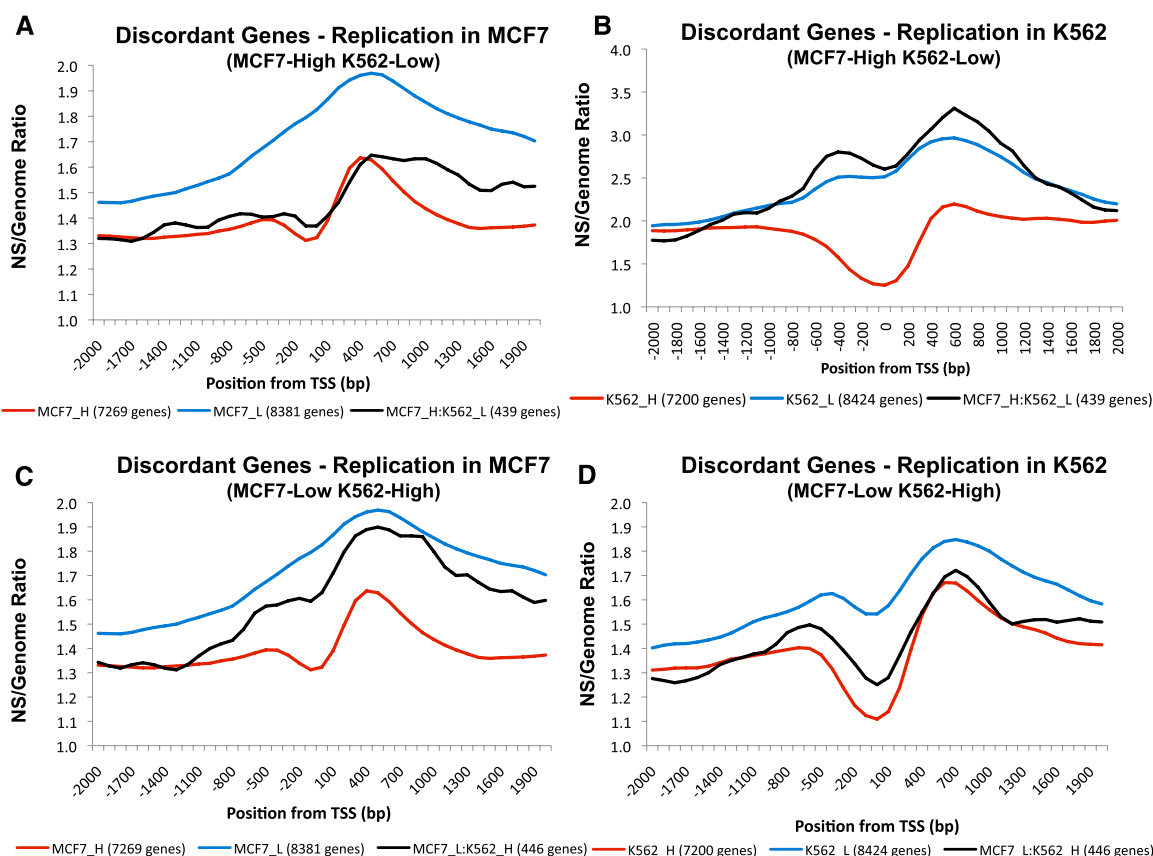 A
Discordant Genes - Replication in MCF7
(MCF7-High K562-Low)
NS/Genome Ratio
2.0
1.9
1.8
1.7
1.6
1.5
1.4
1.3
1.2
1.1
1.0
-2000 -1700 -1400 -1100 -800 -500 -200 100 400 700 1000 1300 1600 1900
Position from TSS (bp)
MCF7_H (7269 genes) MCF7_L (8381 genes) MCF7_H:K562_L (439 genes)
B
Discordant Genes - Replication in K562
(MCF7-High K562-Low)
NS/Genome Ratio
4.0
3.5
3.0
2.5
2.0
1.5
1.0
-2000 -1800 -1600 -1400 -1200 -1000 -800 -600 -400 -200 0 200 400 600 800 1000 1200 1400 1600 1800 2000
Position from TSS (bp)
K562_H (7200 genes) K562_L (8424 genes) MCF7_H:K562_L (439 genes)
C
Discordant Genes - Replication in MCF7
(MCF7-Low K562-High)
NS/Genome Ratio
2.0
1.9
1.8
1.7
1.6
1.5
1.4
1.3
1.2
1.1
1.0
-2000 -1700 -1400 -1100 -800 -500 -200 100 400 700 1000 1300 1600 1900
Position from TSS (bp)
MCF7_H (7269 genes) MCF7_L (8381 genes) MCF7_L:K562_H (446 genes)
D
Discordant Genes - Replication in K562
(MCF7-Low K562-High)
NS/Genome Ratio
2.0
1.9
1.8
1.7
1.6
1.5
1.4
1.3
1.2
1.1
1.0
-2000 -1700 -1400 -1100 -800 -500 -200 100 400 700 1000 1300 1600 1900
Position from TSS (bp)
K562_H (7200 genes) K562_L (8424 genes) MCF7_L:K562_H (446 genes)